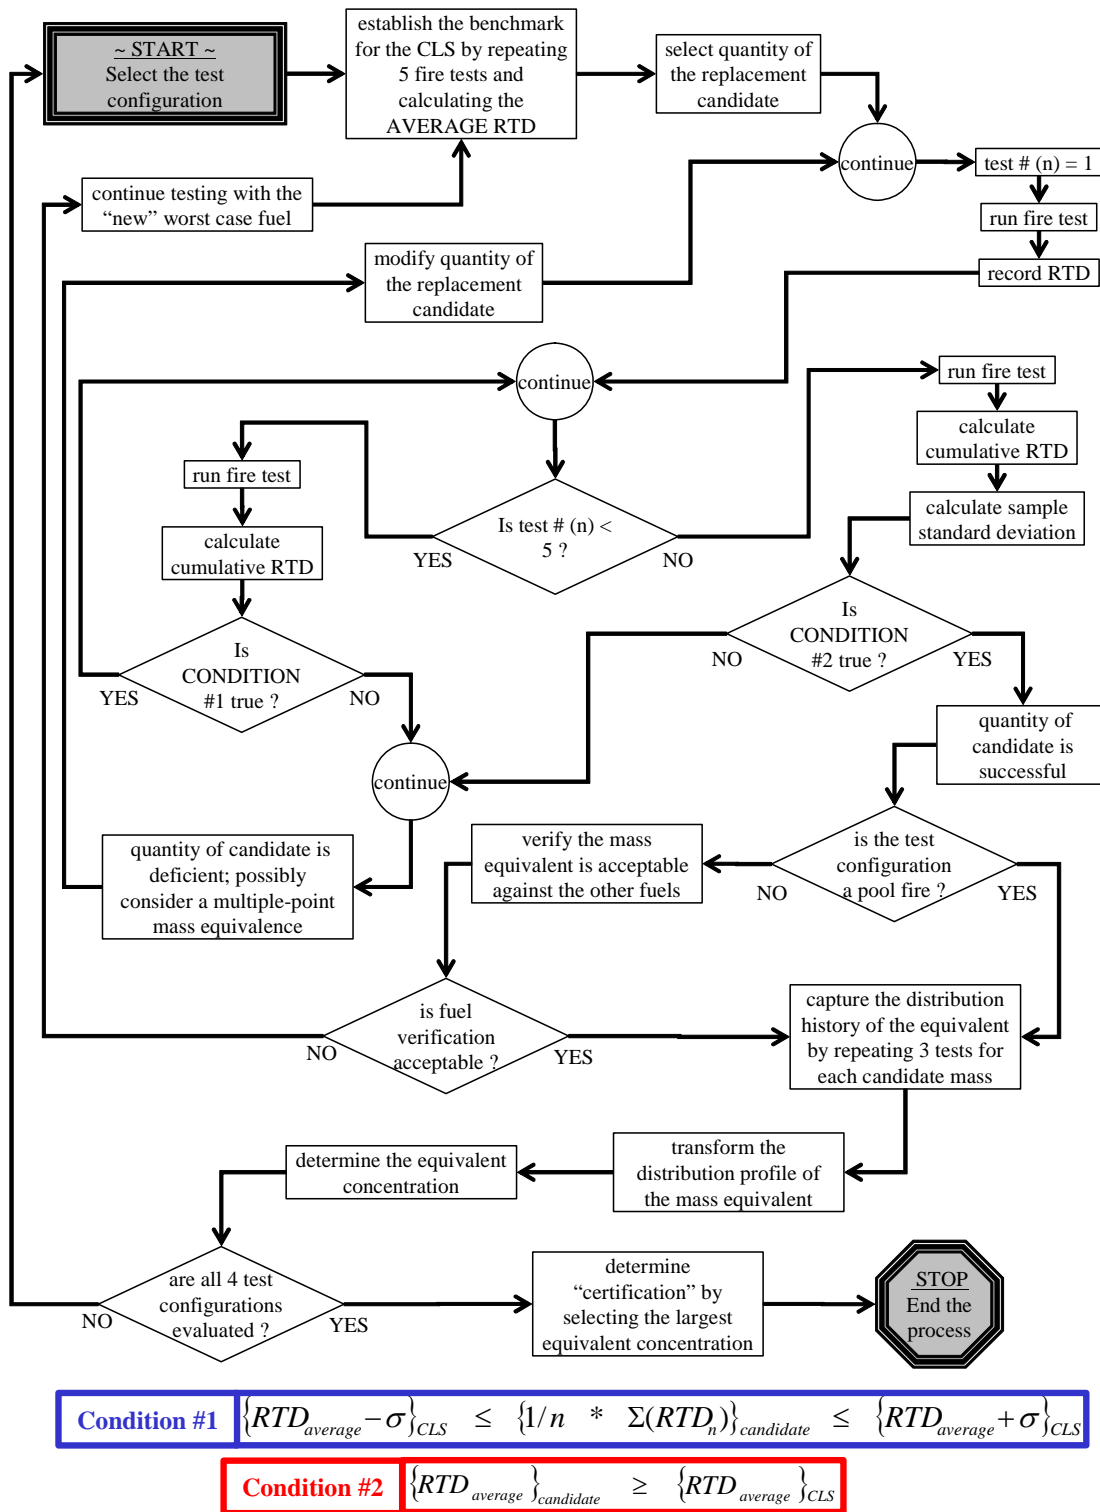 ~ START ~
Select the test
configuration
establish the benchmark
for the CLS by repeating
5 fire tests and
calculating the
AVERAGE RTD
select quantity of
the replacement
candidate
continue
test # (n) = 1
run fire test
record RTD
continue testing with the
“new” worst case fuel
modify quantity of
the replacement
candidate
continue
run fire test
calculate
cumulative RTD
calculate sample
standard deviation
run fire test
calculate
cumulative RTD
Is test # (n) <
5 ?
YES
NO
Is
CONDITION
#1 true ?
YES
NO
Is
CONDITION
#2 true ?
NO
YES
quantity of
candidate is
successful
continue
quantity of candidate is
deficient; possibly
consider a multiple-point
mass equivalence
verify the mass
equivalent is acceptable
against the other fuels
is the test
configuration
a pool fire ?
NO
YES
is fuel
verification
acceptable ?
NO
YES
capture the distribution
history of the equivalent
by repeating 3 tests for
each candidate mass
transform the
distribution profile of
the mass equivalent
determine the equivalent
concentration
are all 4 test
configurations
evaluated ?
NO
YES
determine
“certification” by
selecting the largest
equivalent concentration
STOP
End the
process
Condition #1 {RTD_average − σ}_CLS ≤ {1/n * Σ(RTD_n)}_candidate ≤ {RTD_average + σ}_CLS
Condition #2 {RTD_average}_candidate ≥ {RTD_average}_CLS